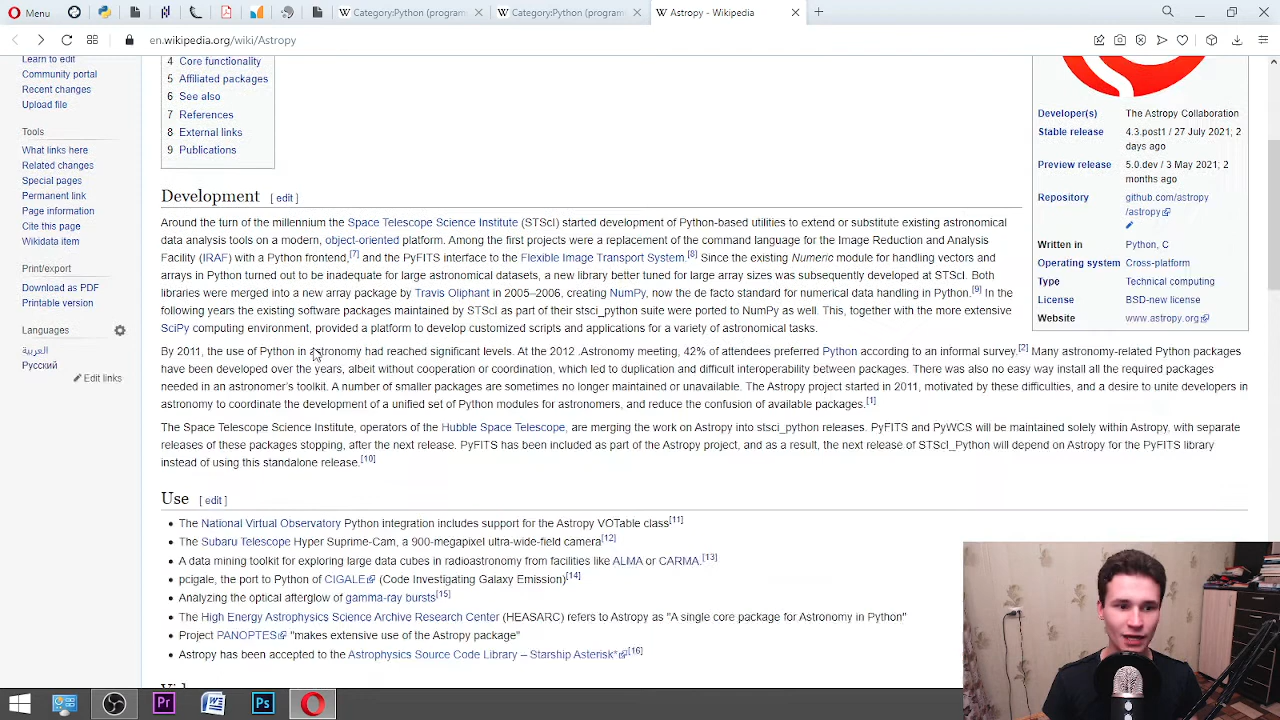 Menu
Category:Python (program
Category:Python (program
Astropy - Wikipedia
en.wikipedia.org/wiki/Astropy
Learn to edit
Community portal
Recent changes
Upload file
Tools
What links here
Related changes
Special pages
Permanent link
Page information
Cite this page
Wikidata item
Print/export
Download as PDF
Printable version
Languages
العربية
Русский
Edit links
4 Core functionality
5 Affiliated packages
6 See also
7 References
8 External links
9 Publications
Development [ edit ]
Around the turn of the millennium the Space Telescope Science Institute (STScI) started development of Python-based utilities to extend or substitute existing astronomical
data analysis tools on a modern, object-oriented platform. Among the first projects were a replacement of the command language for the Image Reduction and Analysis
Facility (IRAF) with a Python frontend,[7] and the PyFITS interface to the Flexible Image Transport System.[8] Since the existing Numeric module for handling vectors and
arrays in Python turned out to be inadequate for large astronomical datasets, a new library better tuned for large array sizes was subsequently developed at STScI. Both
libraries were merged into a new array package by Travis Oliphant in 2005–2006, creating NumPy, now the de facto standard for numerical data handling in Python.[9] In the
following years the existing software packages maintained by STScI as part of their stsci_python suite were ported to NumPy as well. This, together with the more extensive
SciPy computing environment, provided a platform to develop customized scripts and applications for a variety of astronomical tasks.
By 2011, the use of Python in astronomy had reached significant levels. At the 2012 .Astronomy meeting, 42% of attendees preferred Python according to an informal survey.[2] Many astronomy-related Python packages
have been developed over the years, albeit without cooperation or coordination, which led to duplication and difficult interoperability between packages. There was also no easy way install all the required packages
needed in an astronomer's toolkit. A number of smaller packages are sometimes no longer maintained or unavailable. The Astropy project started in 2011, motivated by these difficulties, and a desire to unite developers in
astronomy to coordinate the development of a unified set of Python modules for astronomers, and reduce the confusion of available packages.[1]
The Space Telescope Science Institute, operators of the Hubble Space Telescope, are merging the work on Astropy into stsci_python releases. PyFITS and PyWCS will be maintained solely within Astropy, with separate
releases of these packages stopping, after the next release. PyFITS has been included as part of the Astropy project, and as a result, the next release of STScI_Python will depend on Astropy for the PyFITS library
instead of using this standalone release.[10]
Use [ edit ]
• The National Virtual Observatory Python integration includes support for the Astropy VOTable class[11]
• The Subaru Telescope Hyper Suprime-Cam, a 900-megapixel ultra-wide-field camera[12]
• A data mining toolkit for exploring large data cubes in radioastronomy from facilities like ALMA or CARMA.[13]
• pcigale, the port to Python of CIGALE (Code Investigating Galaxy Emission)[14]
• Analyzing the optical afterglow of gamma-ray bursts[15]
• The High Energy Astrophysics Science Archive Research Center (HEASARC) refers to Astropy as "A single core package for Astronomy in Python"
• Project PANOPTES "makes extensive use of the Astropy package"
• Astropy has been accepted to the Astrophysics Source Code Library – Starship Asterisk*[16]
Developer(s) The Astropy Collaboration
Stable release 4.3.post1 / 27 July 2021; 2
days ago
Preview release 5.0.dev / 3 May 2021; 2
months ago
Repository github.com/astropy
/astropy
Written in Python, C
Operating system Cross-platform
Type Technical computing
License BSD-new license
Website www.astropy.org
Pr
W
Ps